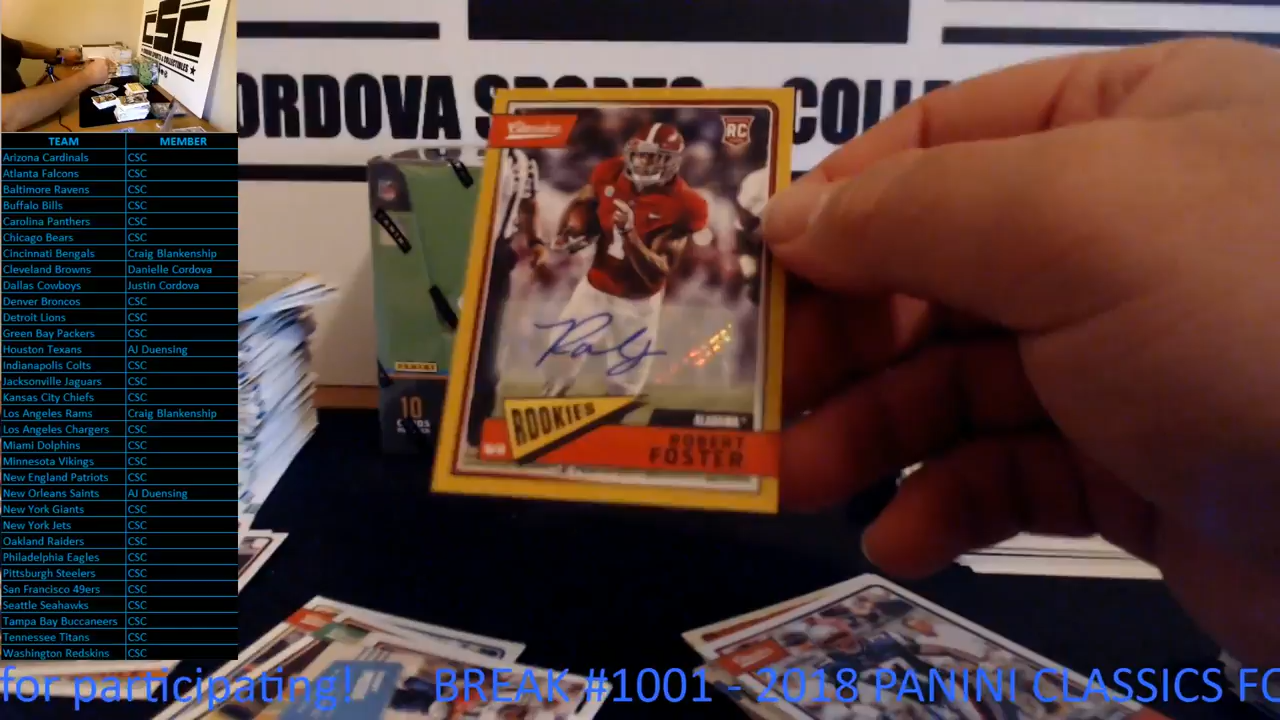 CSC
TEAM MEMBER
Arizona Cardinals CSC
Atlanta Falcons CSC
Baltimore Ravens CSC
Buffalo Bills CSC
Carolina Panthers CSC
Chicago Bears CSC
Cincinnati Bengals Craig Blankenship
Cleveland Browns Danielle Cordova
Dallas Cowboys Justin Cordova
Denver Broncos CSC
Detroit Lions CSC
Green Bay Packers CSC
Houston Texans AJ Duensing
Indianapolis Colts CSC
Jacksonville Jaguars CSC
Kansas City Chiefs CSC
Los Angeles Rams Craig Blankenship
Los Angeles Chargers CSC
Miami Dolphins CSC
Minnesota Vikings CSC
New England Patriots CSC
New Orleans Saints AJ Duensing
New York Giants CSC
New York Jets CSC
Oakland Raiders CSC
Philadelphia Eagles CSC
Pittsburgh Steelers CSC
San Francisco 49ers CSC
Seattle Seahawks CSC
Tampa Bay Buccaneers CSC
Tennessee Titans CSC
Washington Redskins CSC
ORDOVA SPORTS COLLE
Classics
RC
ROOKIES
ALABAMA
ROBERT
FOSTER
PANINI
PANINI
10
CARDS
for participating! BREAK #1001 - 2018 PANINI CLASSICS FO